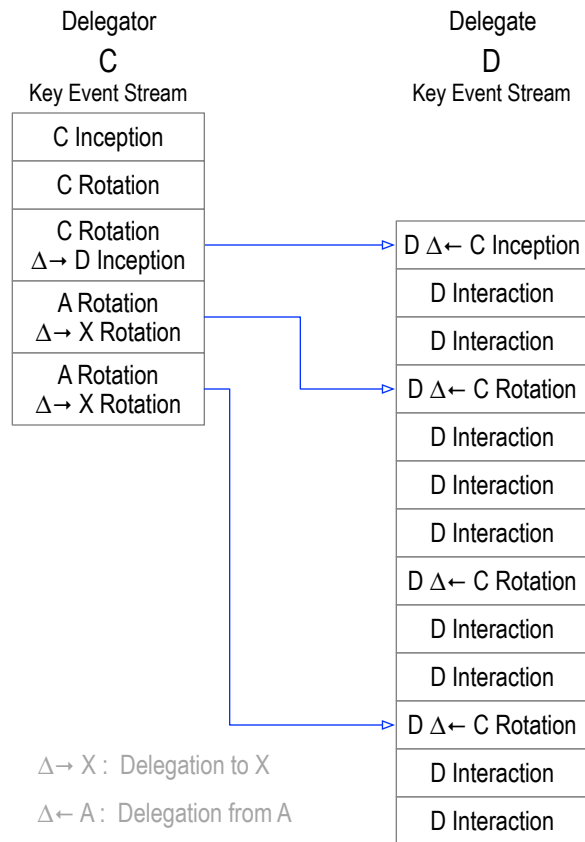 Delegator
C
Key Event Stream
C Inception
C Rotation
C Rotation
Δ→ D Inception
A Rotation
Δ→ X Rotation
A Rotation
Δ→ X Rotation
Delegate
D
Key Event Stream
D Δ← C Inception
D Interaction
D Interaction
D Δ← C Rotation
D Interaction
D Interaction
D Interaction
D Δ← C Rotation
D Interaction
D Interaction
D Δ← C Rotation
D Interaction
D Interaction
Δ→ X : Delegation to X
Δ← A : Delegation from A